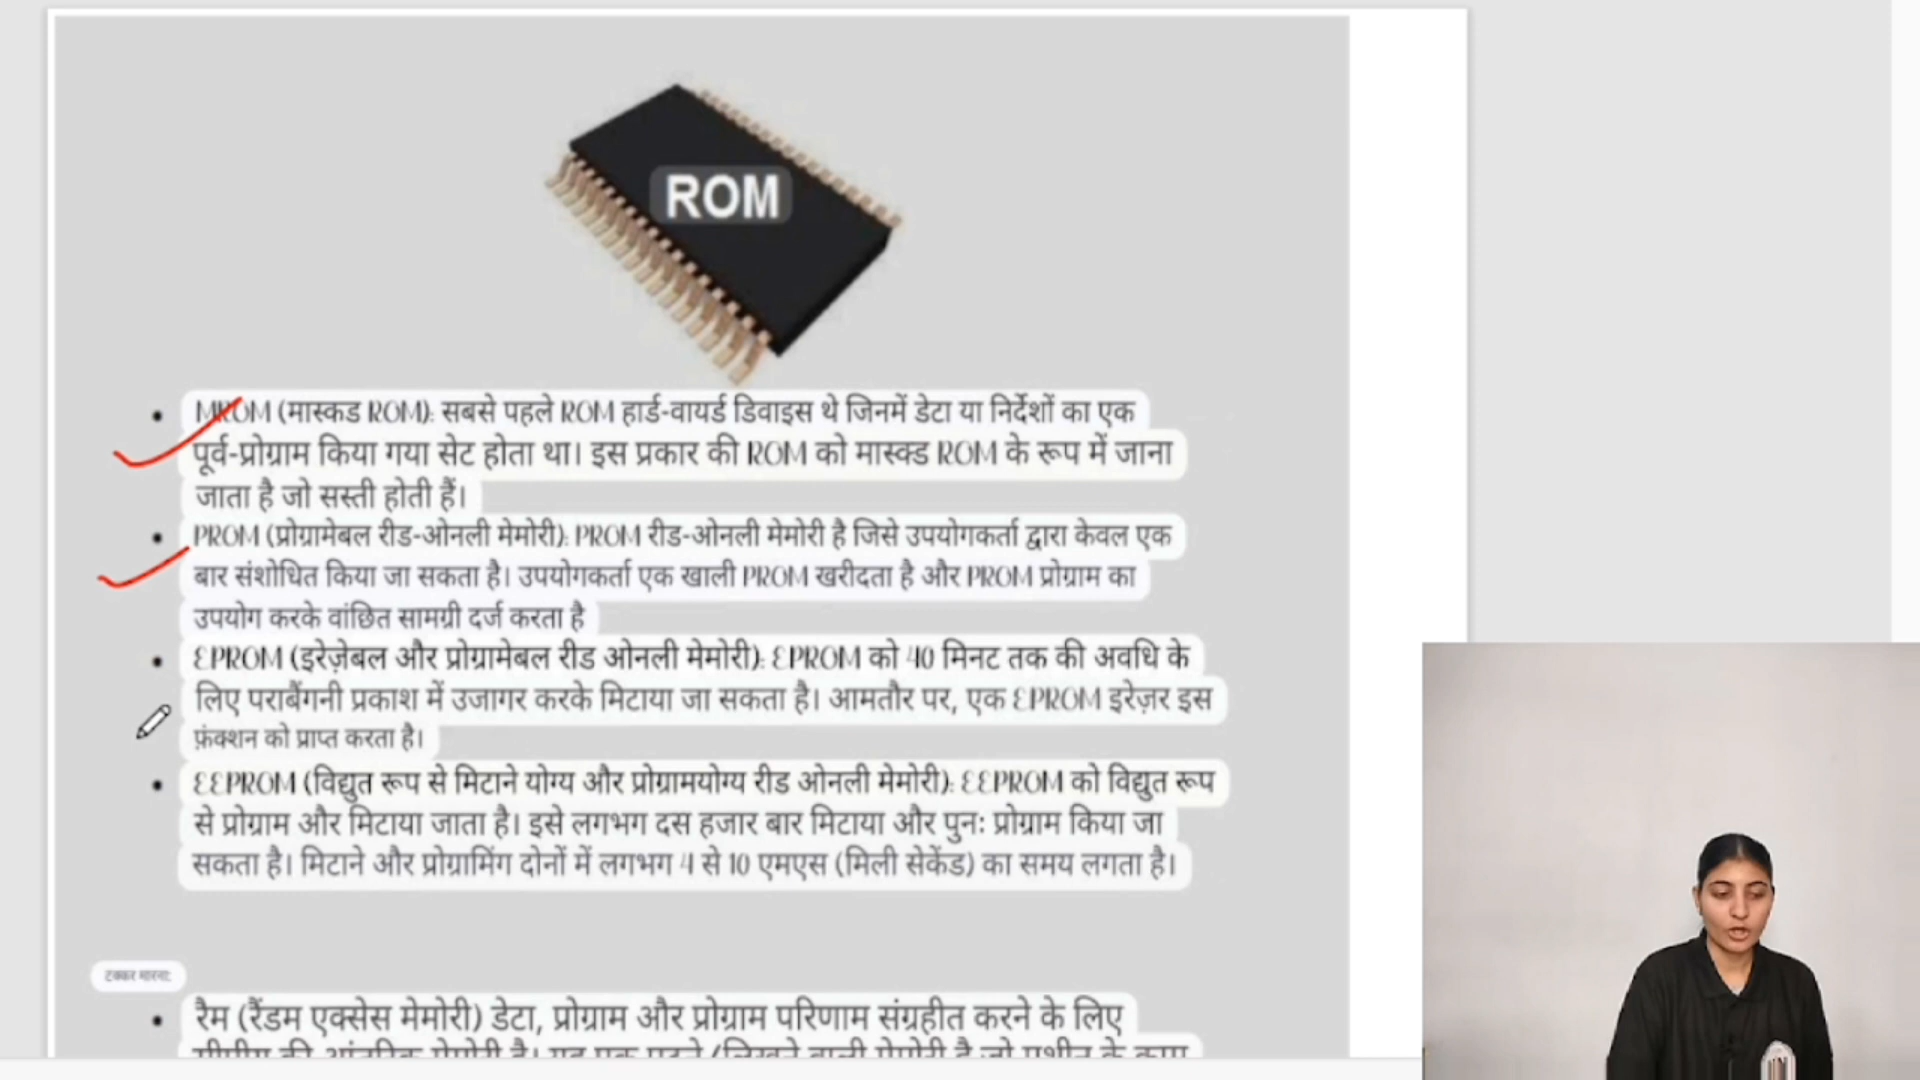 ROM
MROM (मास्कड ROM): सबसे पहले ROM हार्ड-वायर्ड डिवाइस थे जिनमें डेटा या निर्देशों का एक
पूर्व-प्रोग्राम किया गया सेट होता था। इस प्रकार की ROM को मास्क्ड ROM के रूप में जाना
जाता है जो सस्ती होती हैं।
PROM (प्रोग्रामेबल रीड-ओनली मेमोरी): PROM रीड-ओनली मेमोरी है जिसे उपयोगकर्ता द्वारा केवल एक
बार संशोधित किया जा सकता है। उपयोगकर्ता एक खाली PROM खरीदता है और PROM प्रोग्राम का
उपयोग करके वांछित सामग्री दर्ज करता है
EPROM (इरेज़ेबल और प्रोग्रामेबल रीड ओनली मेमोरी): EPROM को 40 मिनट तक की अवधि के
लिए पराबैंगनी प्रकाश में उजागर करके मिटाया जा सकता है। आमतौर पर, एक EPROM इरेज़र इस
फ़ंक्शन को प्राप्त करता है।
EEPROM (विद्युत रूप से मिटाने योग्य और प्रोग्रामयोग्य रीड ओनली मेमोरी): EEPROM को विद्युत रूप
से प्रोग्राम और मिटाया जाता है। इसे लगभग दस हजार बार मिटाया और पुनः प्रोग्राम किया जा
सकता है। मिटाने और प्रोग्रामिंग दोनों में लगभग 4 से 10 एमएस (मिली सेकेंड) का समय लगता है।
टक्कर मारना:
रैम (रैंडम एक्सेस मेमोरी) डेटा, प्रोग्राम और प्रोग्राम परिणाम संग्रहीत करने के लिए